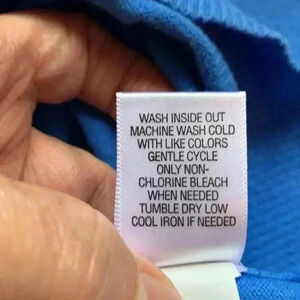 WASH INSIDE OUT
MACHINE WASH COLD
WITH LIKE COLORS
GENTLE CYCLE
ONLY NON-
CHLORINE BLEACH
WHEN NEEDED
TUMBLE DRY LOW
COOL IRON IF NEEDED